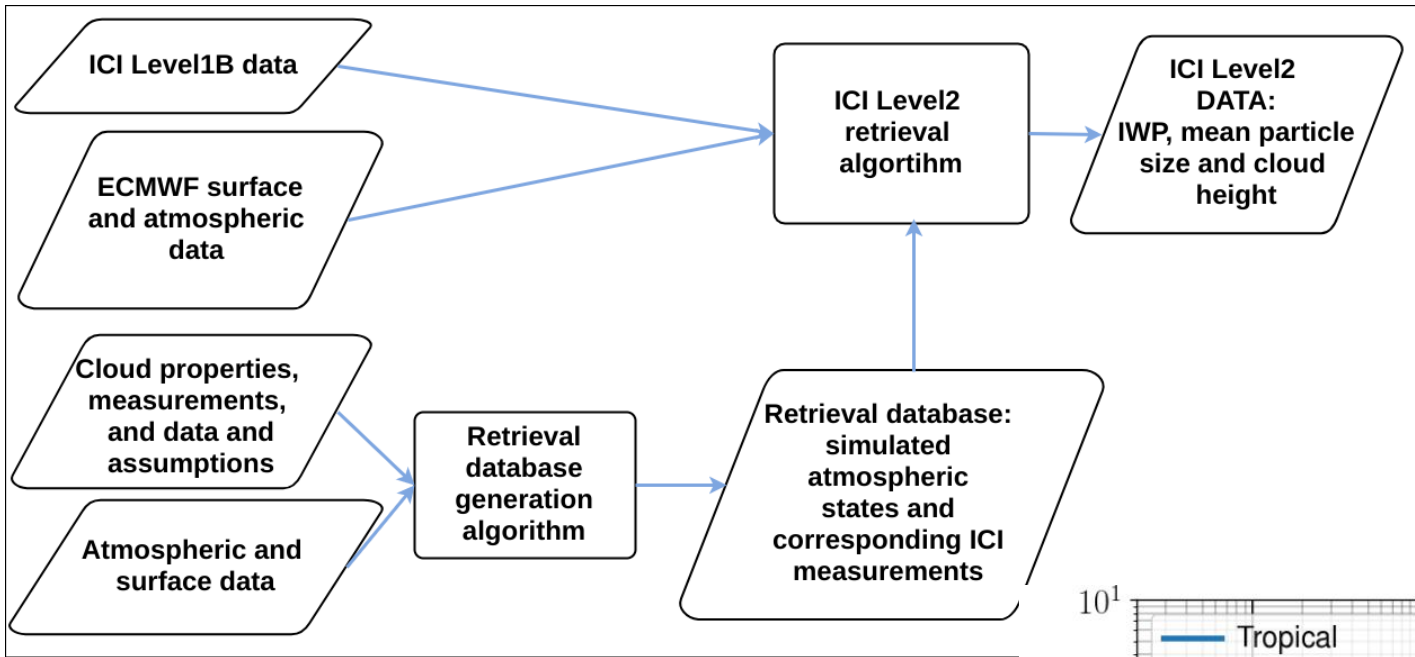 ICI Level1B data
ECMWF surface
and atmospheric
data
Cloud properties,
measurements,
and data and
assumptions
Atmospheric and
surface data
Retrieval
database
generation
algorithm
Retrieval database:
simulated
atmospheric
states and
corresponding ICI
measurements
ICI Level2
retrieval
algortihm
ICI Level2
DATA:
IWP, mean particle
size and cloud
height
10¹
Tropical